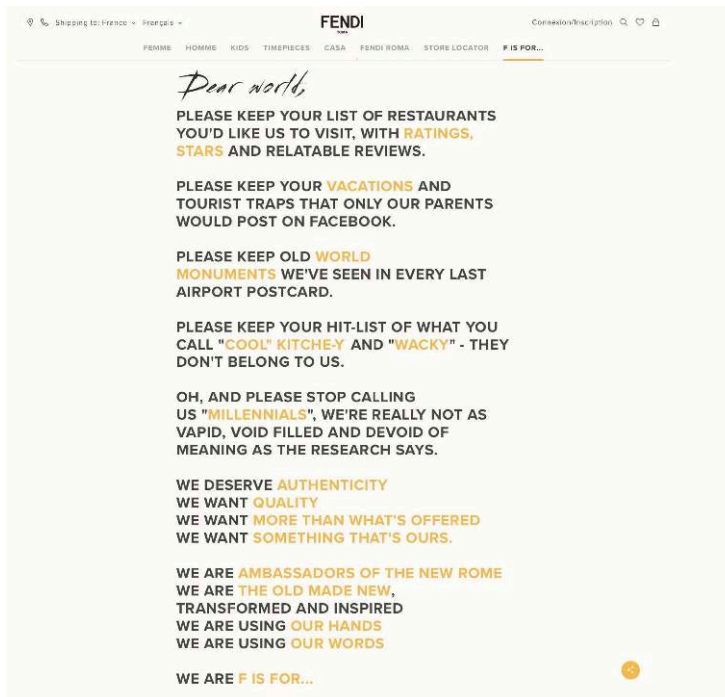 Shipping to: France Français
FENDI
ROMA
Connexion/Inscription
FEMME HOMME KIDS TIMEPIECES CASA FENDI ROMA STORE LOCATOR F IS FOR...
Dear world,
PLEASE KEEP YOUR LIST OF RESTAURANTS
YOU'D LIKE US TO VISIT, WITH RATINGS,
STARS AND RELATABLE REVIEWS.
PLEASE KEEP YOUR VACATIONS AND
TOURIST TRAPS THAT ONLY OUR PARENTS
WOULD POST ON FACEBOOK.
PLEASE KEEP OLD WORLD
MONUMENTS WE'VE SEEN IN EVERY LAST
AIRPORT POSTCARD.
PLEASE KEEP YOUR HIT-LIST OF WHAT YOU
CALL "COOL" KITCHE-Y AND "WACKY" - THEY
DON'T BELONG TO US.
OH, AND PLEASE STOP CALLING
US "MILLENNIALS", WE'RE REALLY NOT AS
VAPID, VOID FILLED AND DEVOID OF
MEANING AS THE RESEARCH SAYS.
WE DESERVE AUTHENTICITY
WE WANT QUALITY
WE WANT MORE THAN WHAT'S OFFERED
WE WANT SOMETHING THAT'S OURS.
WE ARE AMBASSADORS OF THE NEW ROME
WE ARE THE OLD MADE NEW,
TRANSFORMED AND INSPIRED
WE ARE USING OUR HANDS
WE ARE USING OUR WORDS
WE ARE F IS FOR...